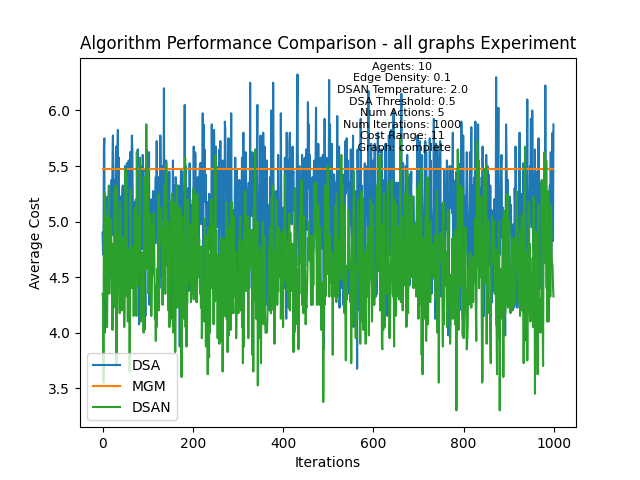 Algorithm Performance Comparison - all graphs Experiment
Agents: 10
Edge Density: 0.1
DSAN Temperature: 2.0
DSA Threshold: 0.5
Num Actions: 5
Num Iterations: 1000
Cost Range: 11
Graph: complete
Average Cost
6.0
5.5
5.0
4.5
4.0
3.5
DSA
MGM
DSAN
0
200
400
600
800
1000
Iterations